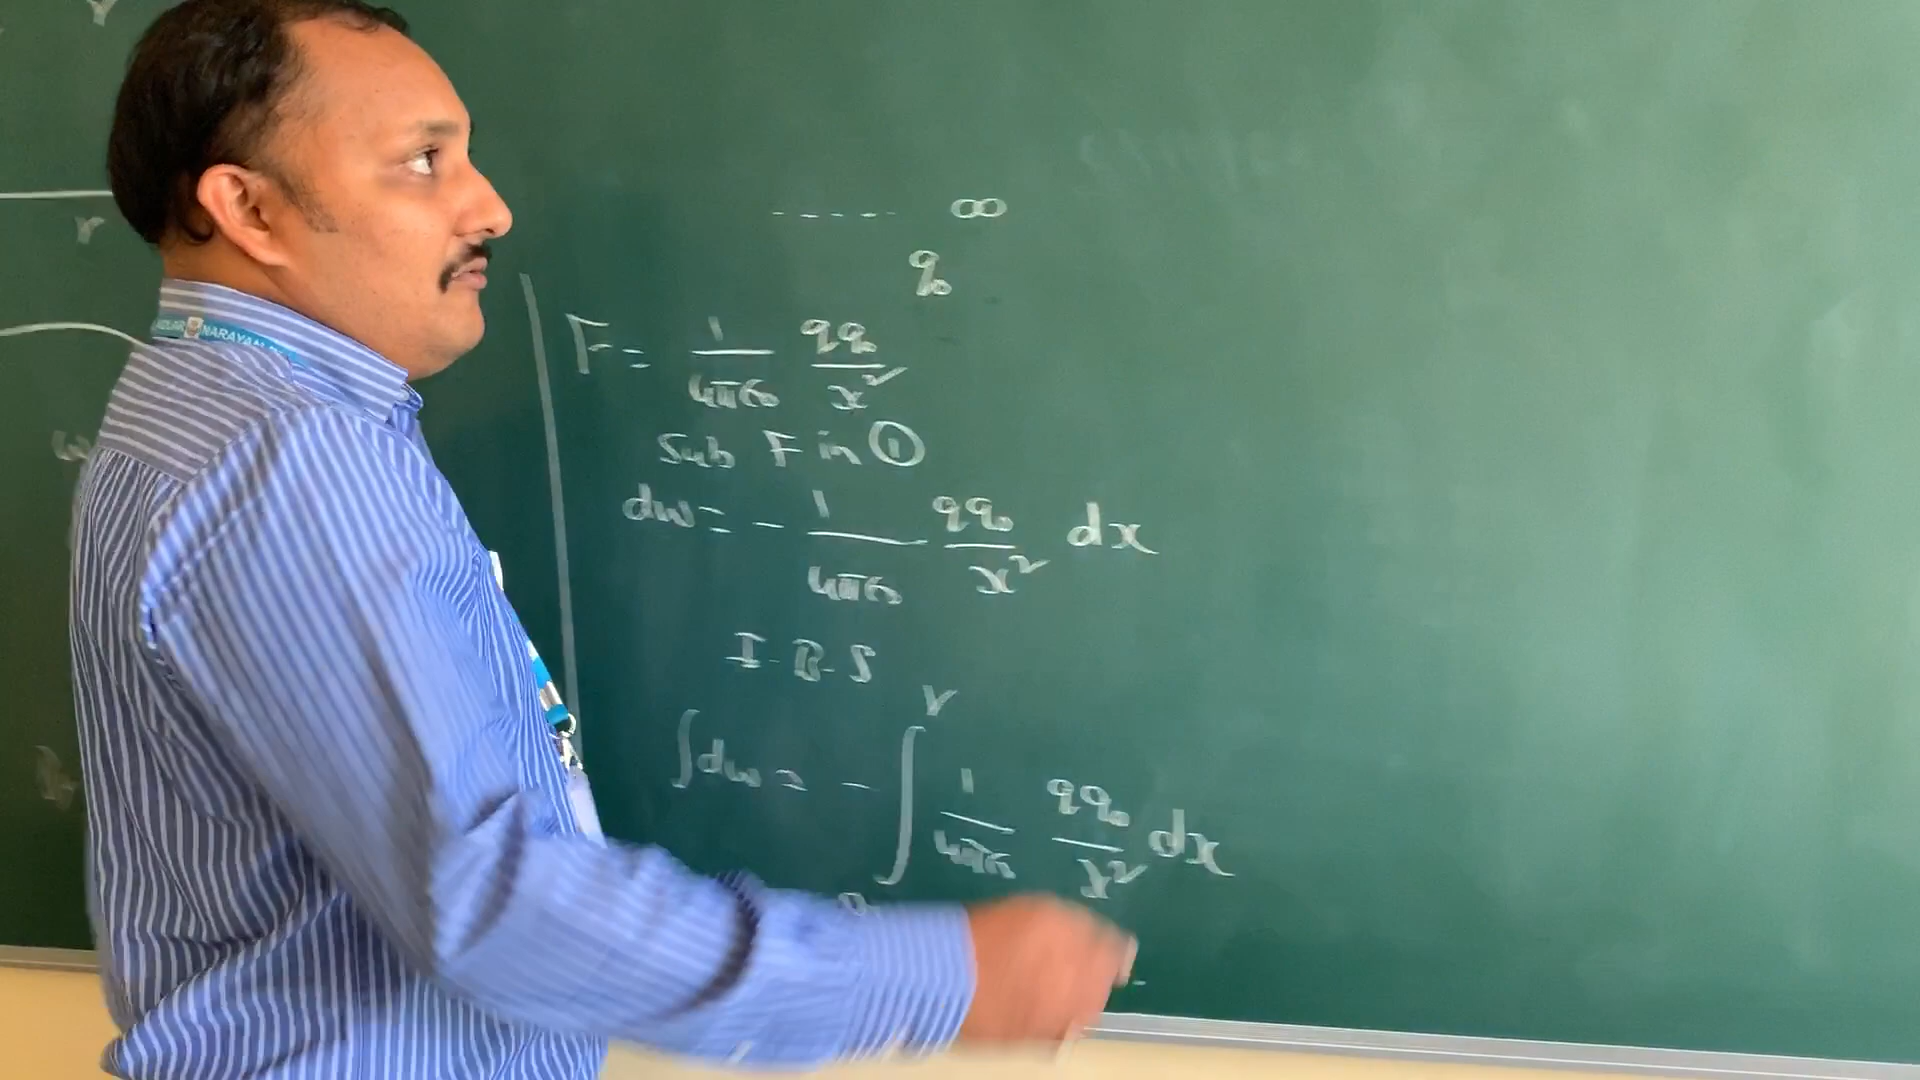 r
NARAYAN
- - - - - ∞
q₀
F = 1/4πε₀ qq₀/x²
Sub F in ①
dw = - 1/4πε₀ qq₀/x² dx
I.B.S
∫dw = - ∫ r 1/4πε₀ qq₀/x² dx